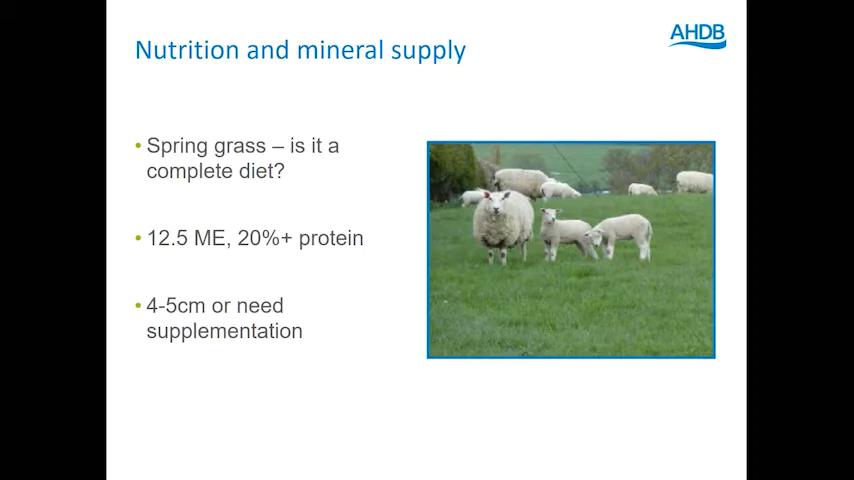 Nutrition and mineral supply
AHDB
• Spring grass – is it a
complete diet?
• 12.5 ME, 20%+ protein
• 4-5cm or need
supplementation